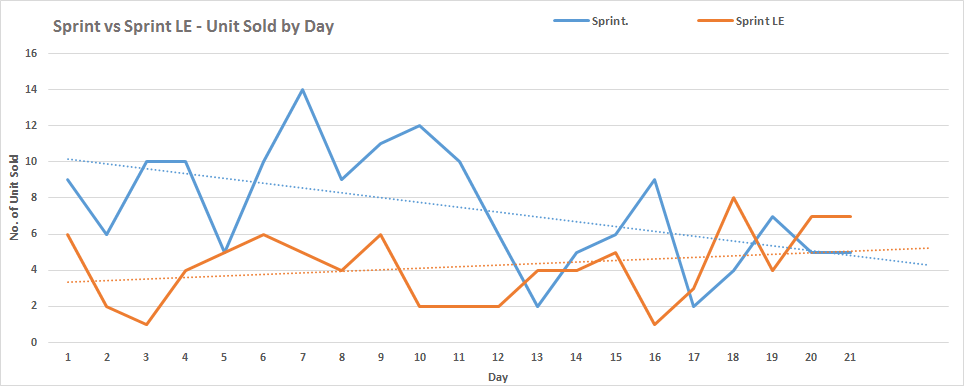 Sprint vs Sprint LE - Unit Sold by Day
Sprint.
Sprint LE
16
14
12
10
8
6
4
2
0
No. of Unit Sold
1 2 3 4 5 6 7 8 9 10 11 12 13 14 15 16 17 18 19 20 21
Day